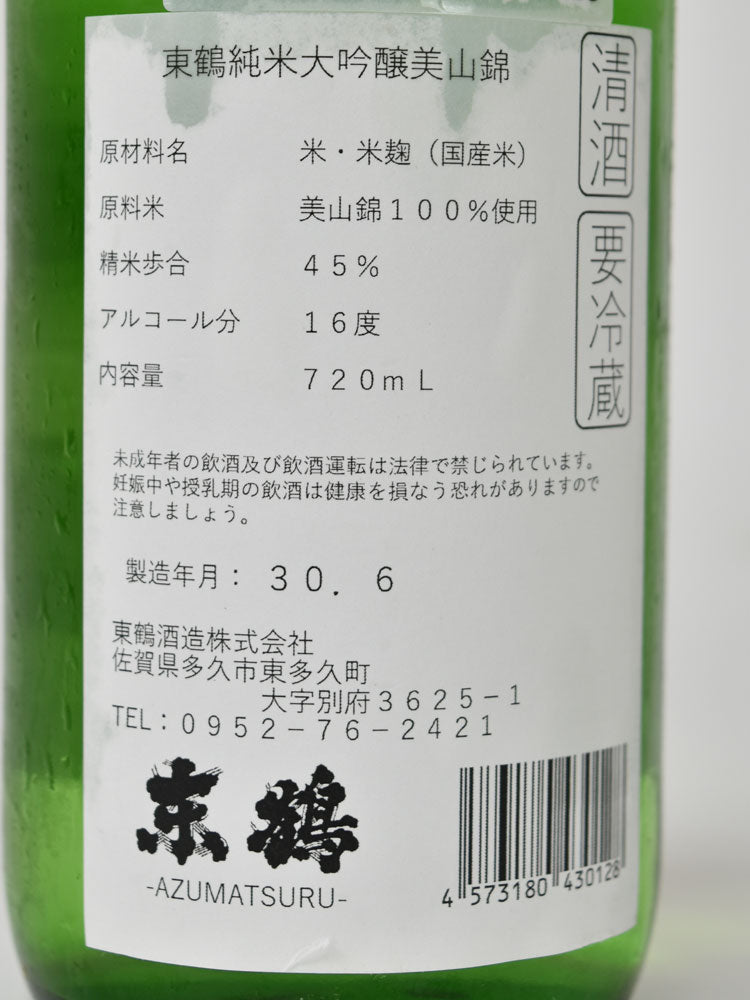 東鶴純米大吟醸美山錦
清酒
要冷蔵
原材料名 米・米麹（国産米）
原料米 美山錦１００％使用
精米歩合 ４５％
アルコール分 １６度
内容量 ７２０ｍＬ
未成年者の飲酒及び飲酒運転は法律で禁じられています。
妊娠中や授乳期の飲酒は健康を損なう恐れがありますので
注意しましょう。
製造年月： ３０．６
東鶴酒造株式会社
佐賀県多久市東多久町
大字別府３６２５－１
TEL：０９５２－７６－２４２１
东鶴
-AZUMATSURU-
4 573180 430128